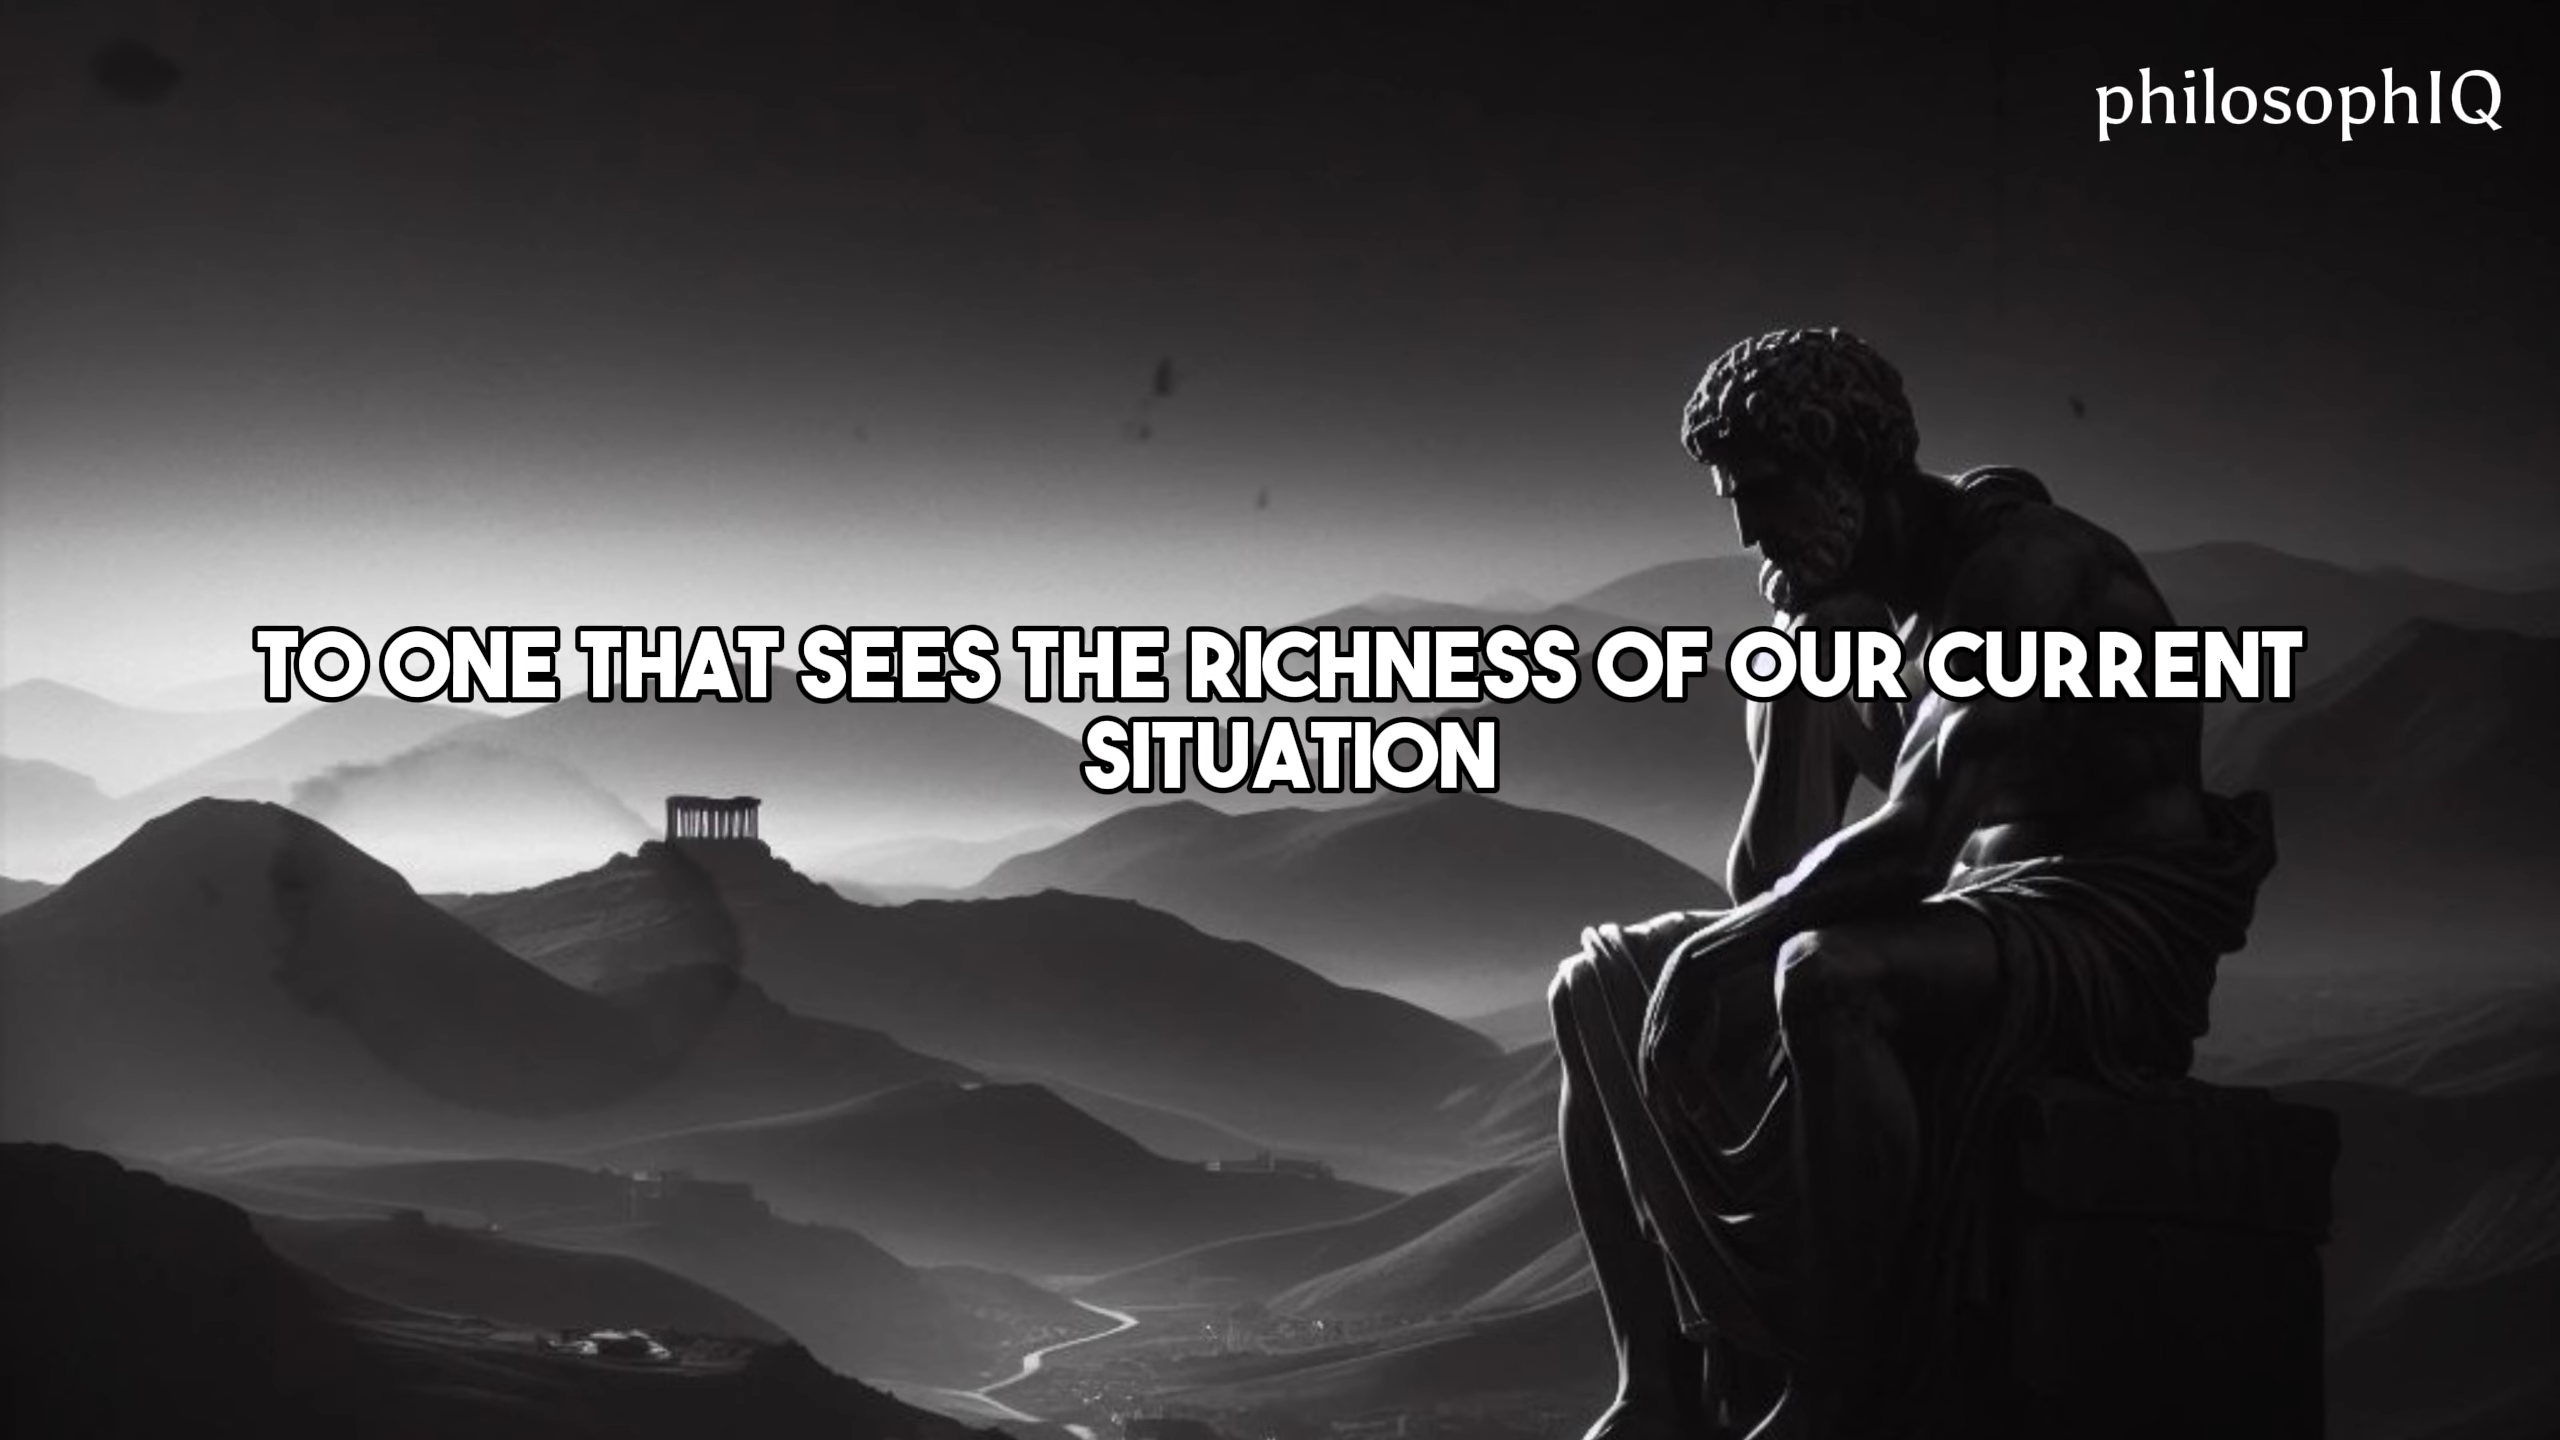 philosophIQ
TO ONE THAT SEES THE RICHNESS OF OUR CURRENT
SITUATION